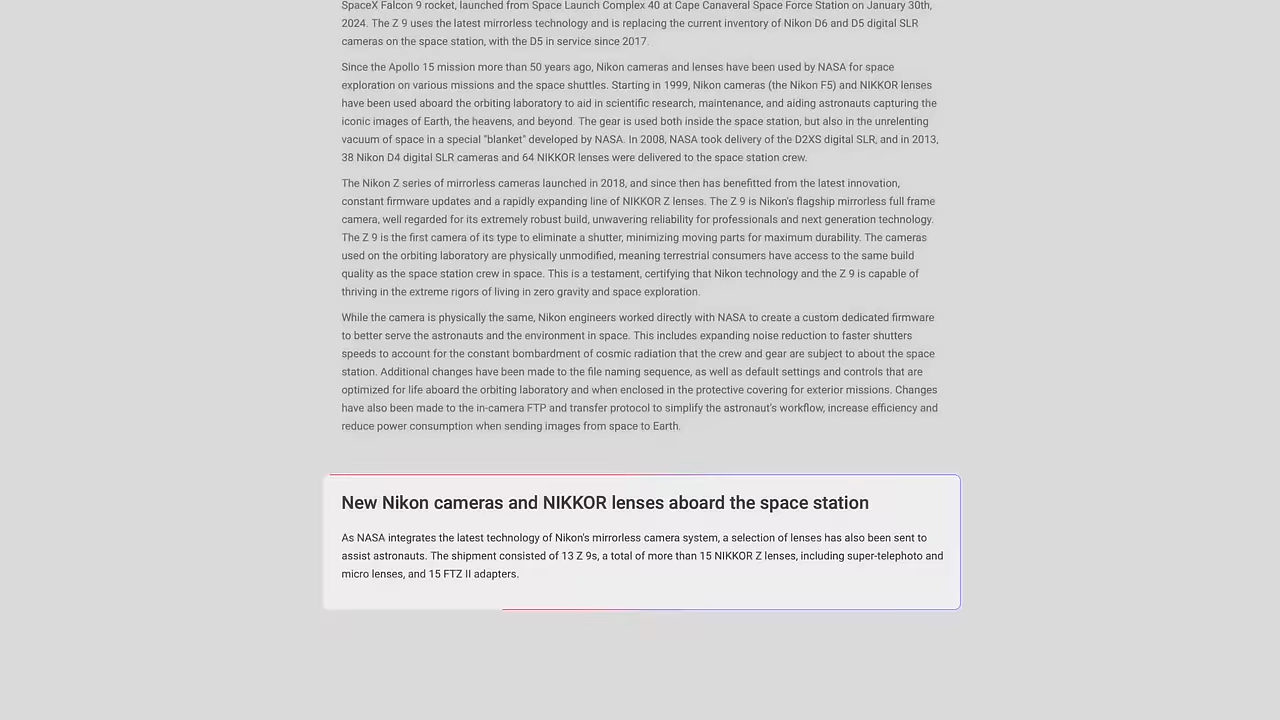 SpaceX Falcon 9 rocket, launched from Space Launch Complex 40 at Cape Canaveral Space Force Station on January 30th,
2024. The Z 9 uses the latest mirrorless technology and is replacing the current inventory of Nikon D6 and D5 digital SLR
cameras on the space station, with the D5 in service since 2017.
Since the Apollo 15 mission more than 50 years ago, Nikon cameras and lenses have been used by NASA for space
exploration on various missions and the space shuttles. Starting in 1999, Nikon cameras (the Nikon F5) and NIKKOR lenses
have been used aboard the orbiting laboratory to aid in scientific research, maintenance, and aiding astronauts capturing the
iconic images of Earth, the heavens, and beyond. The gear is used both inside the space station, but also in the unrelenting
vacuum of space in a special "blanket" developed by NASA. In 2008, NASA took delivery of the D2XS digital SLR, and in 2013,
38 Nikon D4 digital SLR cameras and 64 NIKKOR lenses were delivered to the space station crew.
The Nikon Z series of mirrorless cameras launched in 2018, and since then has benefitted from the latest innovation,
constant firmware updates and a rapidly expanding line of NIKKOR Z lenses. The Z 9 is Nikon's flagship mirrorless full frame
camera, well regarded for its extremely robust build, unwavering reliability for professionals and next generation technology.
The Z 9 is the first camera of its type to eliminate a shutter, minimizing moving parts for maximum durability. The cameras
used on the orbiting laboratory are physically unmodified, meaning terrestrial consumers have access to the same build
quality as the space station crew in space. This is a testament, certifying that Nikon technology and the Z 9 is capable of
thriving in the extreme rigors of living in zero gravity and space exploration.
While the camera is physically the same, Nikon engineers worked directly with NASA to create a custom dedicated firmware
to better serve the astronauts and the environment in space. This includes expanding noise reduction to faster shutters
speeds to account for the constant bombardment of cosmic radiation that the crew and gear are subject to about the space
station. Additional changes have been made to the file naming sequence, as well as default settings and controls that are
optimized for life aboard the orbiting laboratory and when enclosed in the protective covering for exterior missions. Changes
have also been made to the in-camera FTP and transfer protocol to simplify the astronaut's workflow, increase efficiency and
reduce power consumption when sending images from space to Earth.
New Nikon cameras and NIKKOR lenses aboard the space station
As NASA integrates the latest technology of Nikon's mirrorless camera system, a selection of lenses has also been sent to
assist astronauts. The shipment consisted of 13 Z 9s, a total of more than 15 NIKKOR Z lenses, including super-telephoto and
micro lenses, and 15 FTZ II adapters.